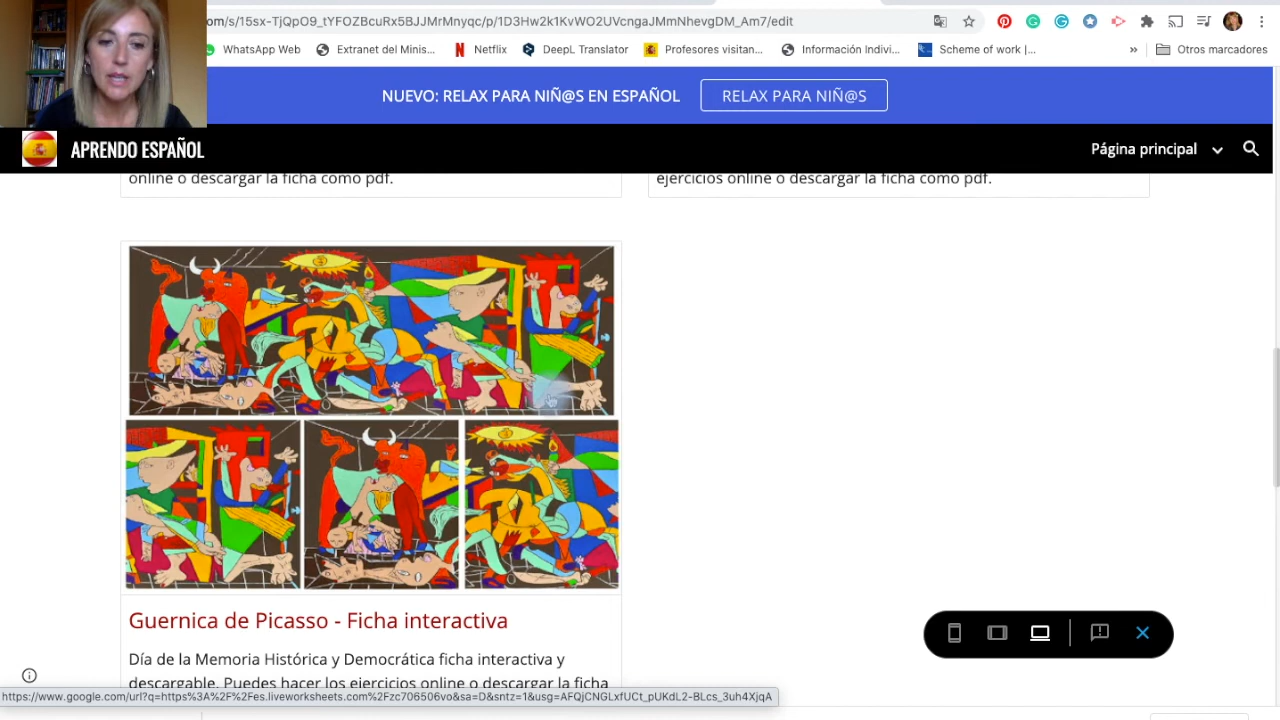 om/s/15sx-TjQpO9_tYFOZBcuRx5BJJMrMnyqc/p/1D3Hw2k1KvWO2UVcngaJMmNhevgDM_Am7/edit
WhatsApp Web
Extranet del Minis...
Netflix
DeepL Translator
Profesores visitan...
Información Indivi...
Scheme of work |...
»
Otros marcadores
NUEVO: RELAX PARA NIÑ@S EN ESPAÑOL
RELAX PARA NIÑ@S
APRENDO ESPAÑOL
Página principal
online o descargar la ficha como pdf.
ejercicios online o descargar la ficha como pdf.
Guernica de Picasso - Ficha interactiva
Día de la Memoria Histórica y Democrática ficha interactiva y
descargable. Puedes hacer los ejercicios online o descargar la ficha
https://www.google.com/url?q=https%3A%2F%2Fes.liveworksheets.com%2Fzc706506vo&sa=D&sntz=1&usg=AFQjCNGLxfUCt_pUKdL2-BLcs_3uh4XjqA